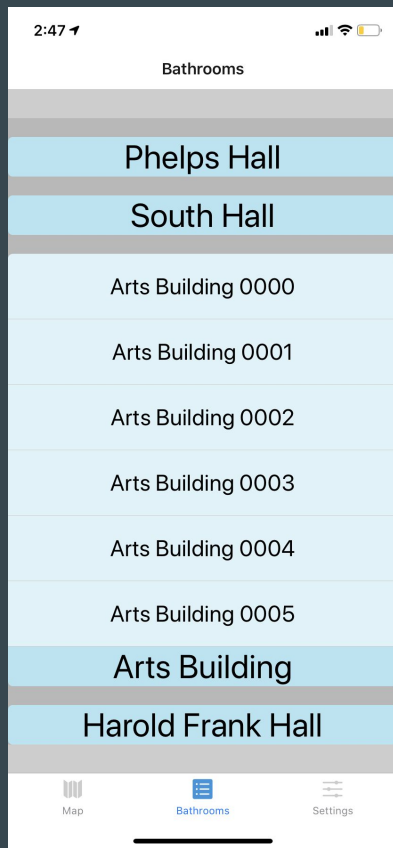 2:47
Bathrooms
Phelps Hall
South Hall
Arts Building 0000
Arts Building 0001
Arts Building 0002
Arts Building 0003
Arts Building 0004
Arts Building 0005
Arts Building
Harold Frank Hall
Map Bathrooms Settings